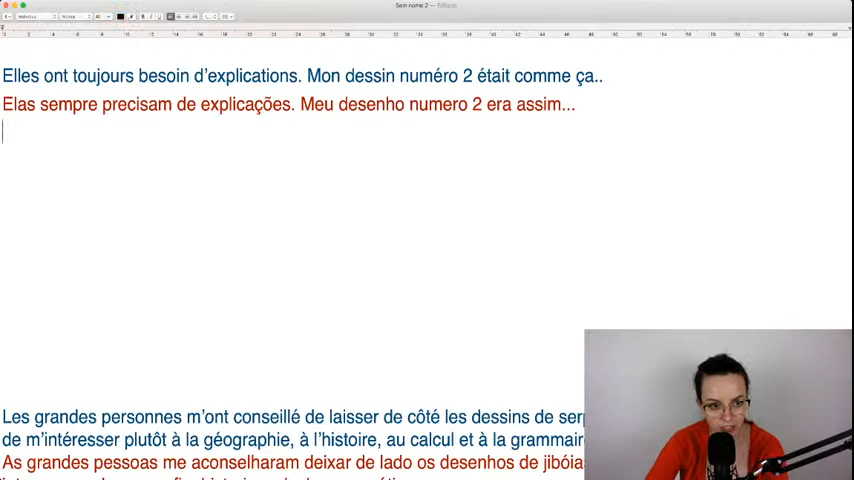 Sem nome 2
Elles ont toujours besoin d'explications. Mon dessin numéro 2 était comme ça..
Elas sempre precisam de explicações. Meu desenho numero 2 era assim...
Les grandes personnes m'ont conseillé de laisser de côté les dessins de
de m'intéresser plutôt à la géographie, à l'histoire, au calcul et à la
As grandes pessoas me aconselharam deixar de lado os desenhos de